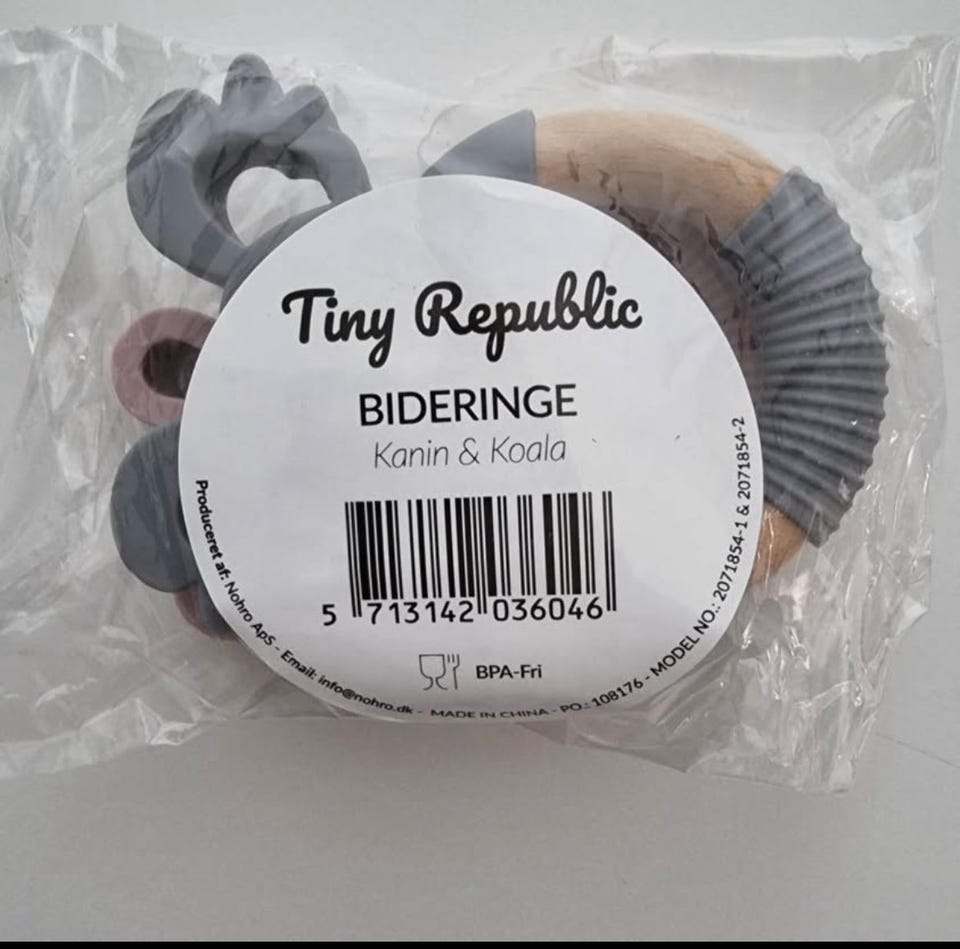 Tiny Republic
BIDERINGE
Kanin & Koala
5 713142 036046
BPA-Fri
Produceret af: Nohro ApS - Email: info@nohro.dk - MADE IN CHINA - PO.: 108176 - MODEL NO.: 2071854-1 & 2071854-2